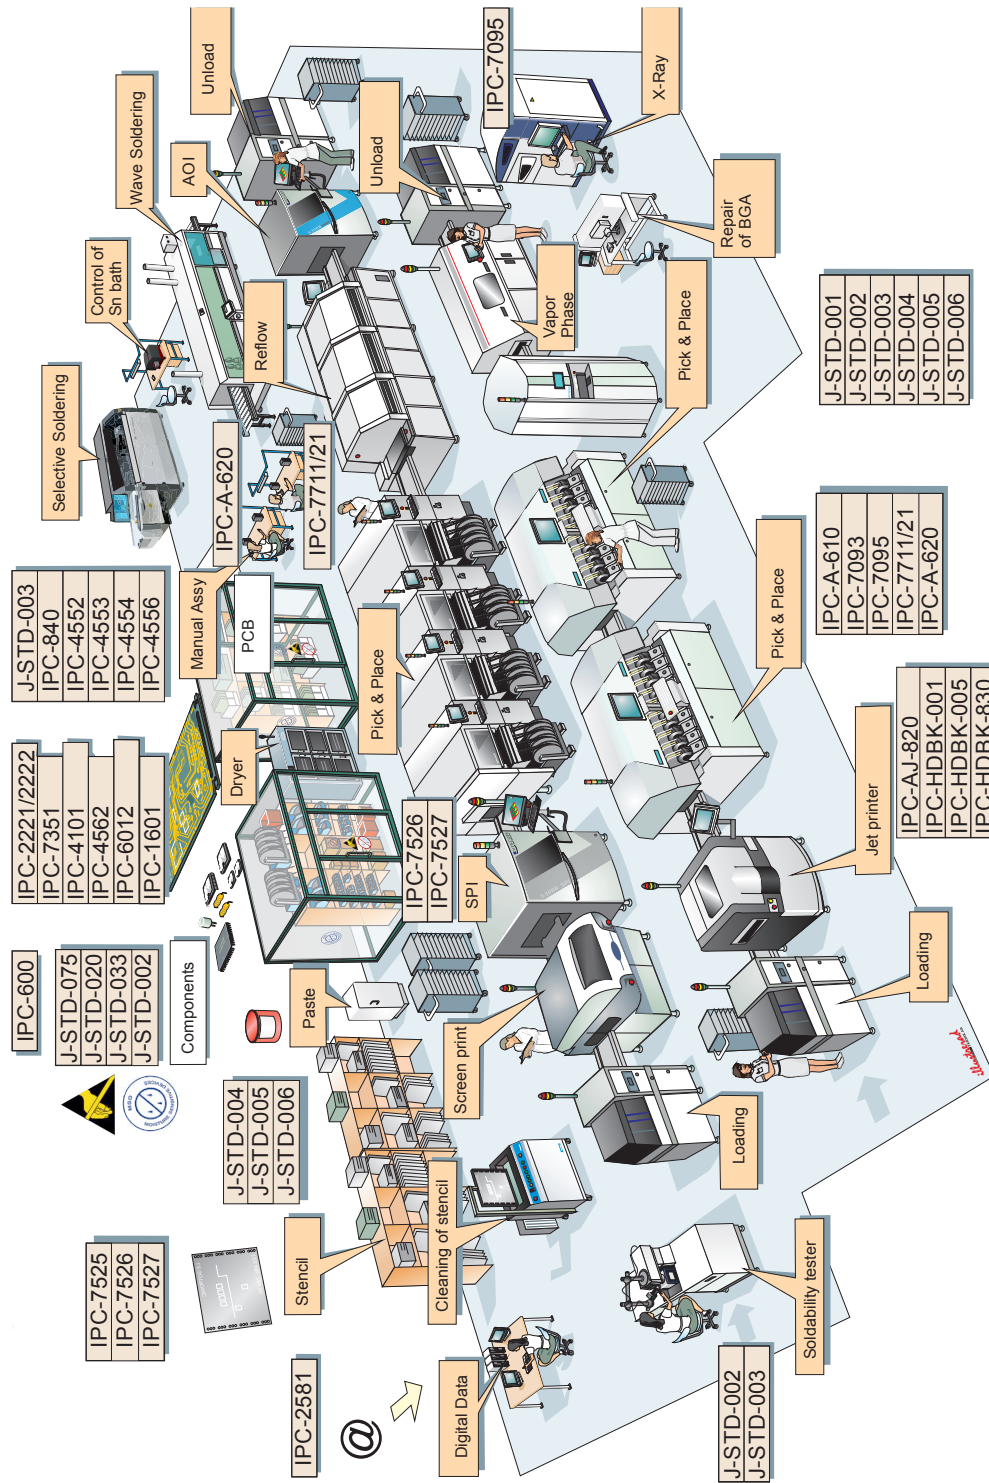 IPC-2581
@
Digital Data
IPC-7525
IPC-7526
IPC-7527
Stencil
Cleaning of stencil
J-STD-002
J-STD-003
Soldability tester
J-STD-004
J-STD-005
J-STD-006
Paste
Screen print
Loading
Loading
IPC-600
J-STD-075
J-STD-020
J-STD-033
J-STD-002
Components
IPC-2221/2222
IPC-7351
IPC-4101
IPC-4562
IPC-6012
IPC-1601
Dryer
IPC-7526
IPC-7527
SPI
Jet printer
IPC-AJ-820
IPC-HDBK-001
IPC-HDBK-005
IPC-HDBK-830
J-STD-003
IPC-840
IPC-4552
IPC-4553
IPC-4554
IPC-4556
PCB
Manual Assy
Pick & Place
Pick & Place
IPC-A-610
IPC-7093
IPC-7095
IPC-7711/21
IPC-A-620
Selective Soldering
IPC-A-620
IPC-7711/21
Control of
Sn bath
Reflow
Pick & Place
Vapor
Phase
J-STD-001
J-STD-002
J-STD-003
J-STD-004
J-STD-005
J-STD-006
Wave Soldering
AOI
Unload
Unload
IPC-7095
X-Ray
Repair
of BGA